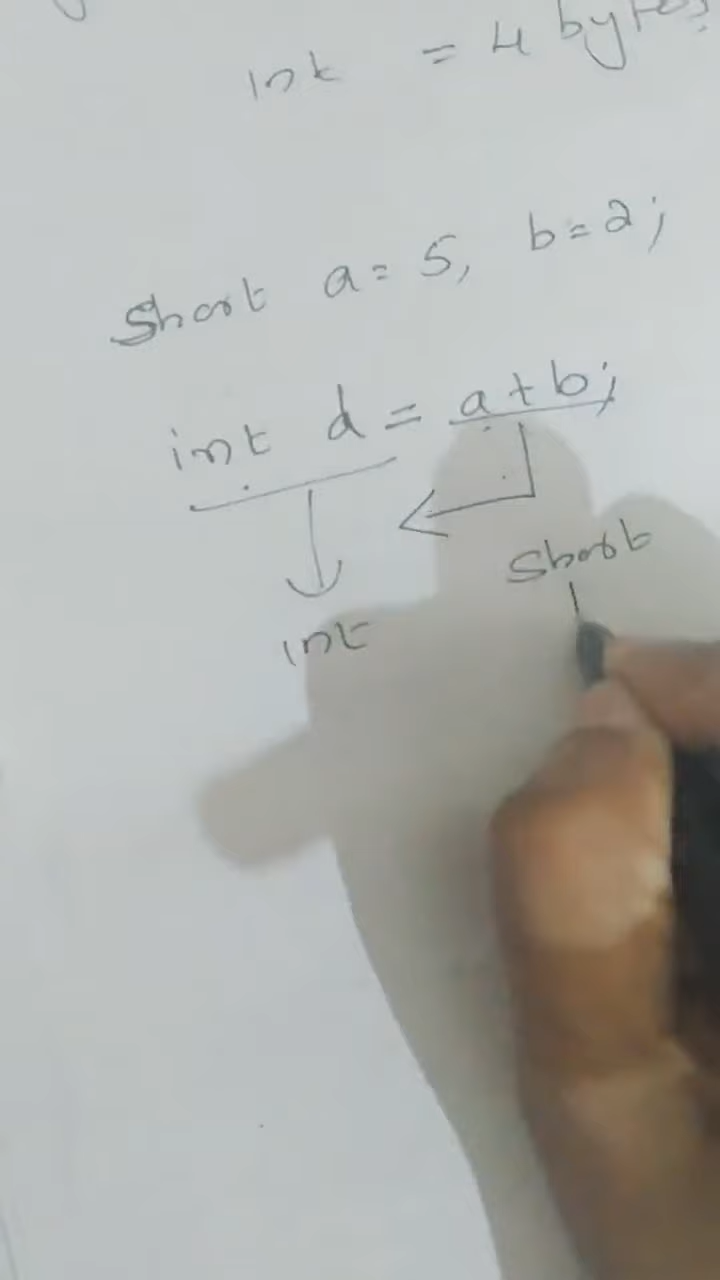 int = 4 bytes
Short a = 5, b = 2;
int d = a + b;
Short
int